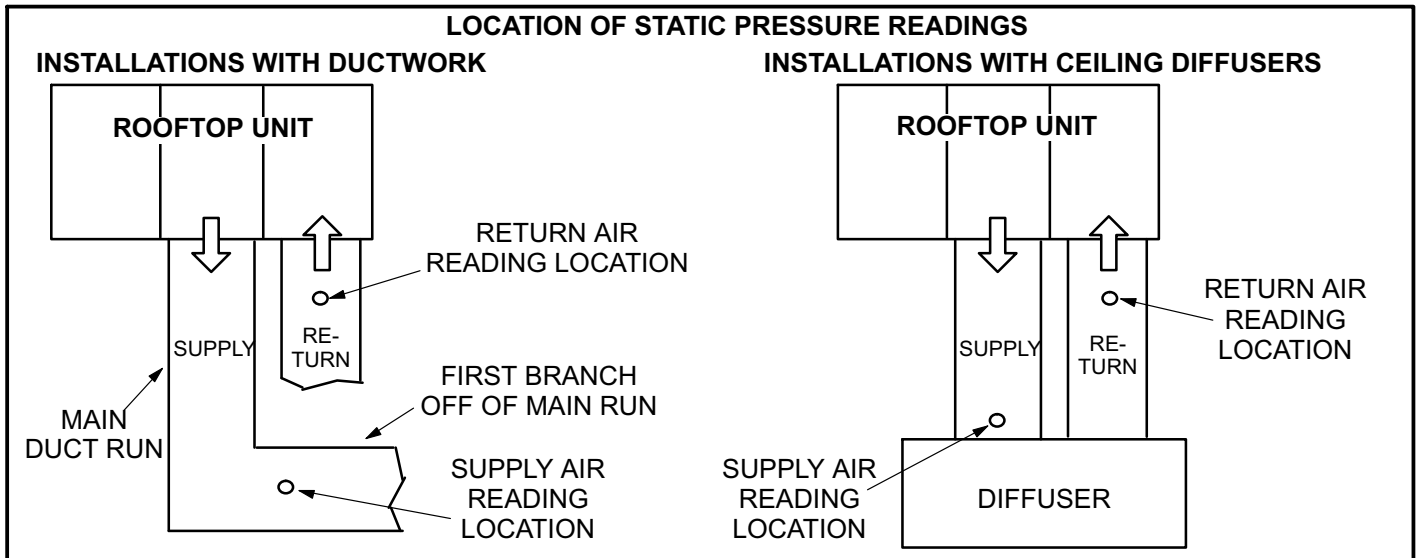 LOCATION OF STATIC PRESSURE READINGS
INSTALLATIONS WITH DUCTWORK
ROOFTOP UNIT
RETURN AIR
READING LOCATION
SUPPLY
RE-
TURN
MAIN
DUCT RUN
FIRST BRANCH
OFF OF MAIN RUN
SUPPLY AIR
READING
LOCATION
INSTALLATIONS WITH CEILING DIFFUSERS
ROOFTOP UNIT
RETURN AIR
READING
LOCATION
SUPPLY
RE-
TURN
SUPPLY AIR
READING
LOCATION
DIFFUSER